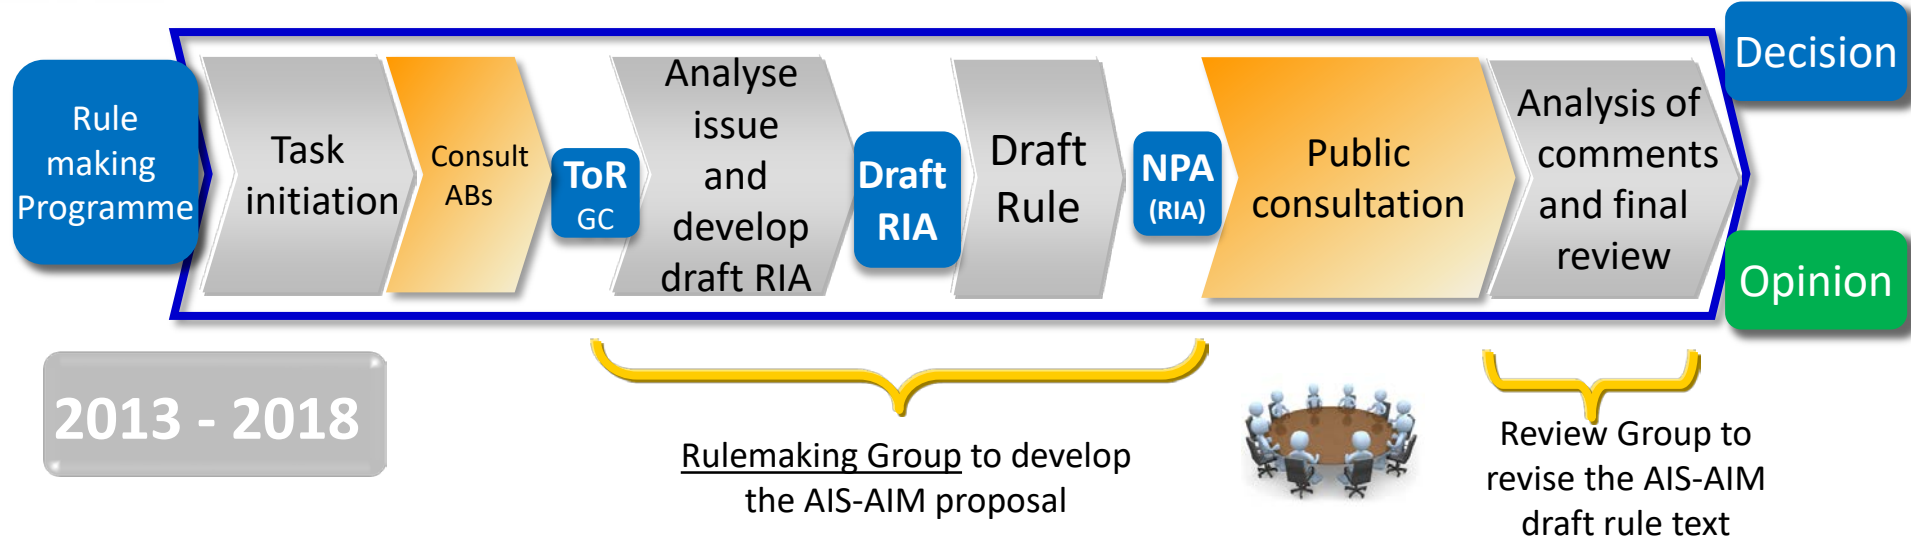 Rule
making
Programme
Task
initiation
Consult
ABs
ToR
GC
Analyse
issue
and
develop
draft RIA
Draft
RIA
Draft
Rule
NPA
(RIA)
Public
consultation
Analysis of
comments
and final
review
Decision
Opinion
2013 - 2018
Rulemaking Group to develop
the AIS-AIM proposal
Review Group to
revise the AIS-AIM
draft rule text